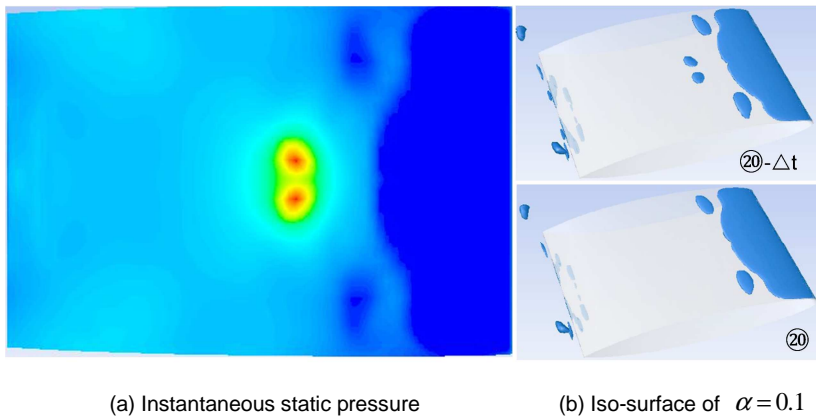 ⑳-△t
⑳
(a) Instantaneous static pressure
(b) Iso-surface of α=0.1